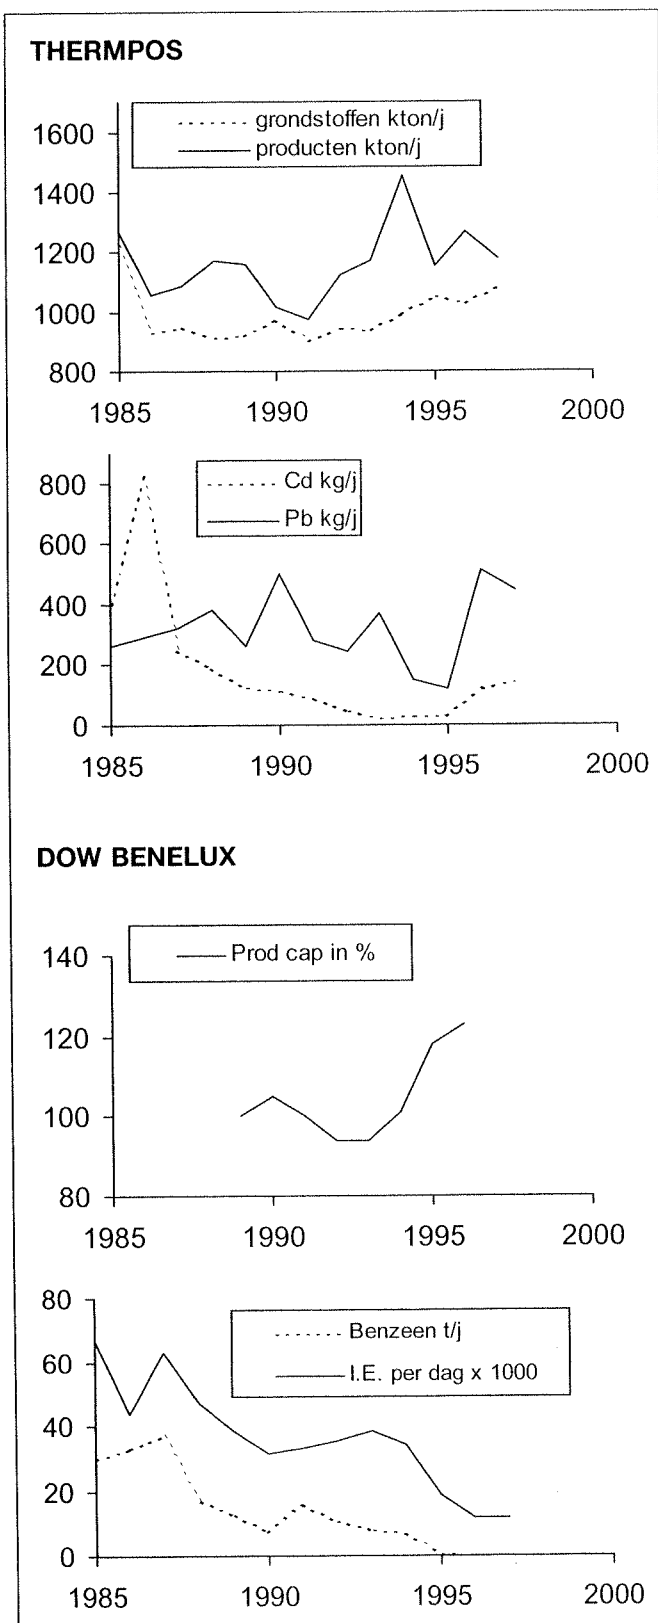 THERMPOS
grondstoffen kton/j
producten kton/j
1600
1400
1200
1000
800
1985 1990 1995 2000
Cd kg/j
Pb kg/j
800
600
400
200
0
1985 1990 1995 2000
DOW BENELUX
Prod cap in %
140
120
100
80
1985 1990 1995 2000
Benzeen t/j
I.E. per dag x 1000
80
60
40
20
0
1985 1990 1995 2000